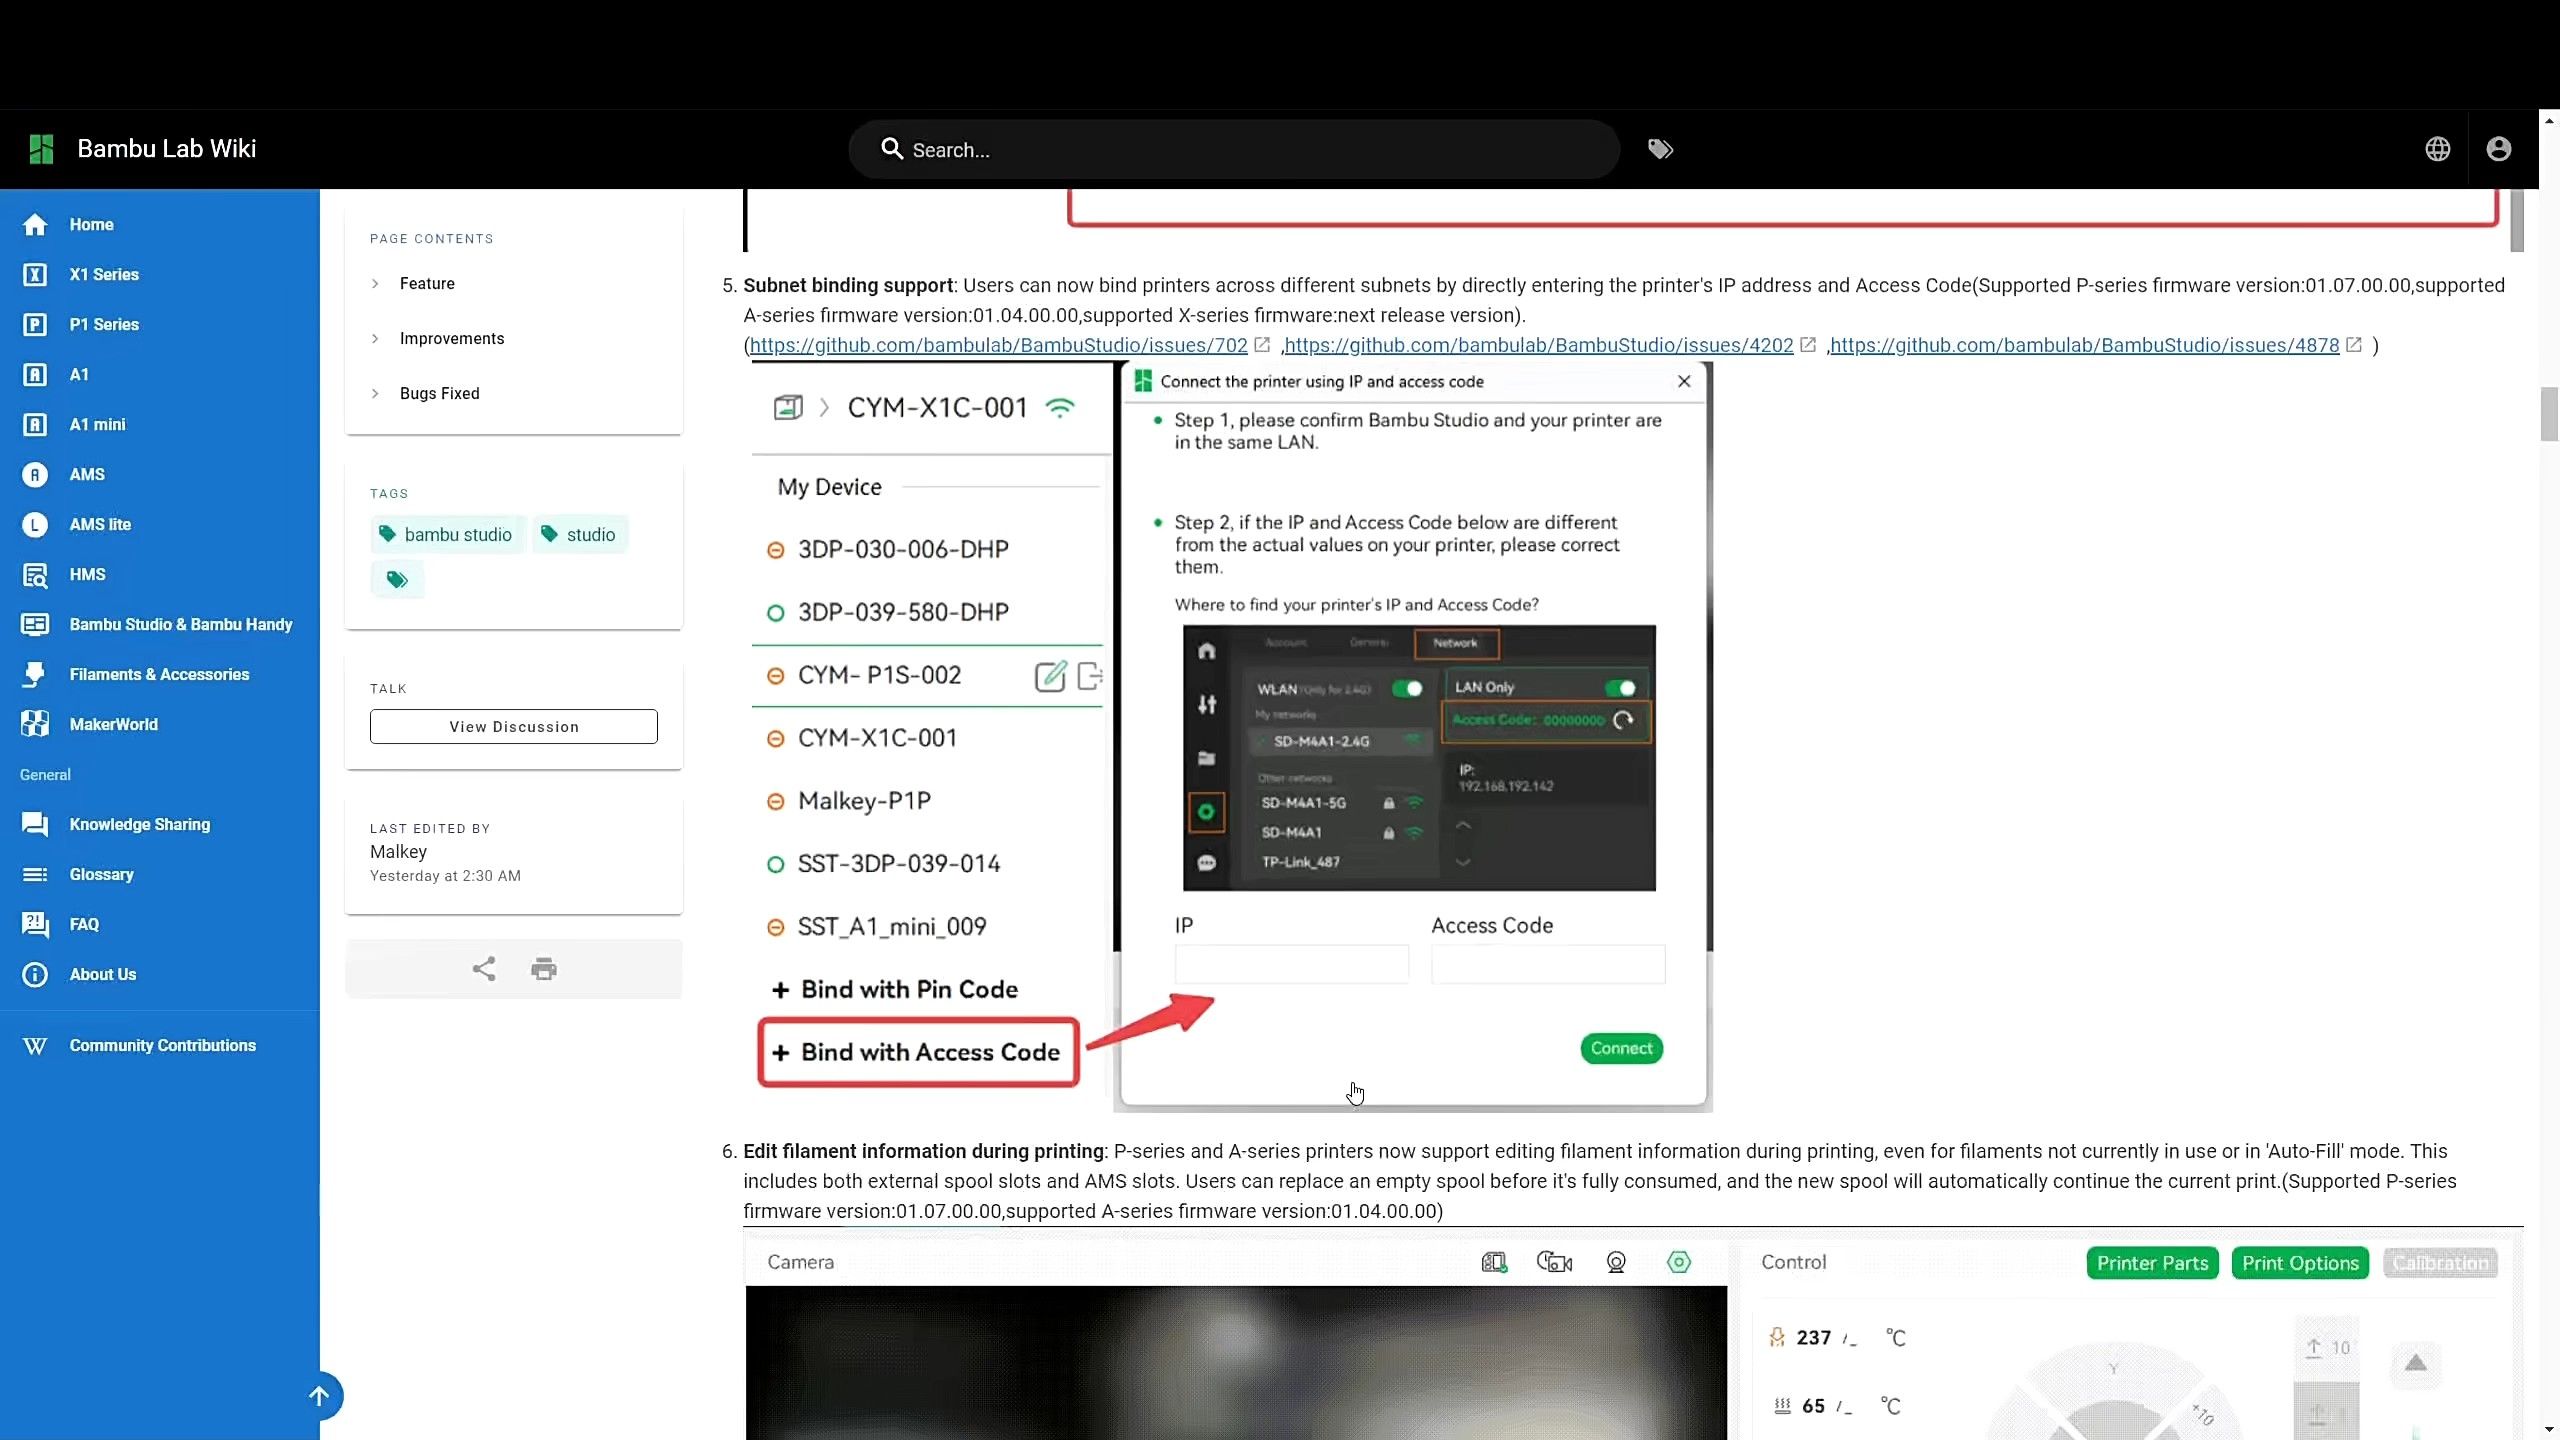 Bambu Lab Wiki
Search...
Home
X1 Series
P1 Series
A1
A1 mini
AMS
AMS lite
HMS
Bambu Studio & Bambu Handy
Filaments & Accessories
MakerWorld
General
Knowledge Sharing
Glossary
FAQ
About Us
Community Contributions
PAGE CONTENTS
Feature
Improvements
Bugs Fixed
TAGS
bambu studio
studio
TALK
View Discussion
LAST EDITED BY
Malkey
Yesterday at 2:30 AM
5. Subnet binding support: Users can now bind printers across different subnets by directly entering the printer's IP address and Access Code(Supported P-series firmware version:01.07.00.00,supported
A-series firmware version:01.04.00.00,supported X-series firmware:next release version).
(https://github.com/bambulab/BambuStudio/issues/702 ,https://github.com/bambulab/BambuStudio/issues/4202 ,https://github.com/bambulab/BambuStudio/issues/4878 )
CYM-X1C-001
My Device
3DP-030-006-DHP
3DP-039-580-DHP
CYM- P1S-002
CYM-X1C-001
Malkey-P1P
SST-3DP-039-014
SST_A1_mini_009
+ Bind with Pin Code
+ Bind with Access Code
Connect the printer using IP and access code
Step 1, please confirm Bambu Studio and your printer are
in the same LAN.
Step 2, if the IP and Access Code below are different
from the actual values on your printer, please correct
them.
Where to find your printer's IP and Access Code?
Account General Network
WLAN (Only for 2.4G)
LAN Only
My networks
Access Code: 00000000
SD-M4A1-2.4G
Other networks
IP:
192.168.192.142
SD-M4A1-5G
SD-M4A1
TP-Link_487
IP
Access Code
Connect
6. Edit filament information during printing: P-series and A-series printers now support editing filament information during printing, even for filaments not currently in use or in 'Auto-Fill' mode. This
includes both external spool slots and AMS slots. Users can replace an empty spool before it's fully consumed, and the new spool will automatically continue the current print.(Supported P-series
firmware version:01.07.00.00,supported A-series firmware version:01.04.00.00)
Camera
Control
Printer Parts
Print Options
Calibration
237 /_ °C
65 /_ °C
Y
+10
10